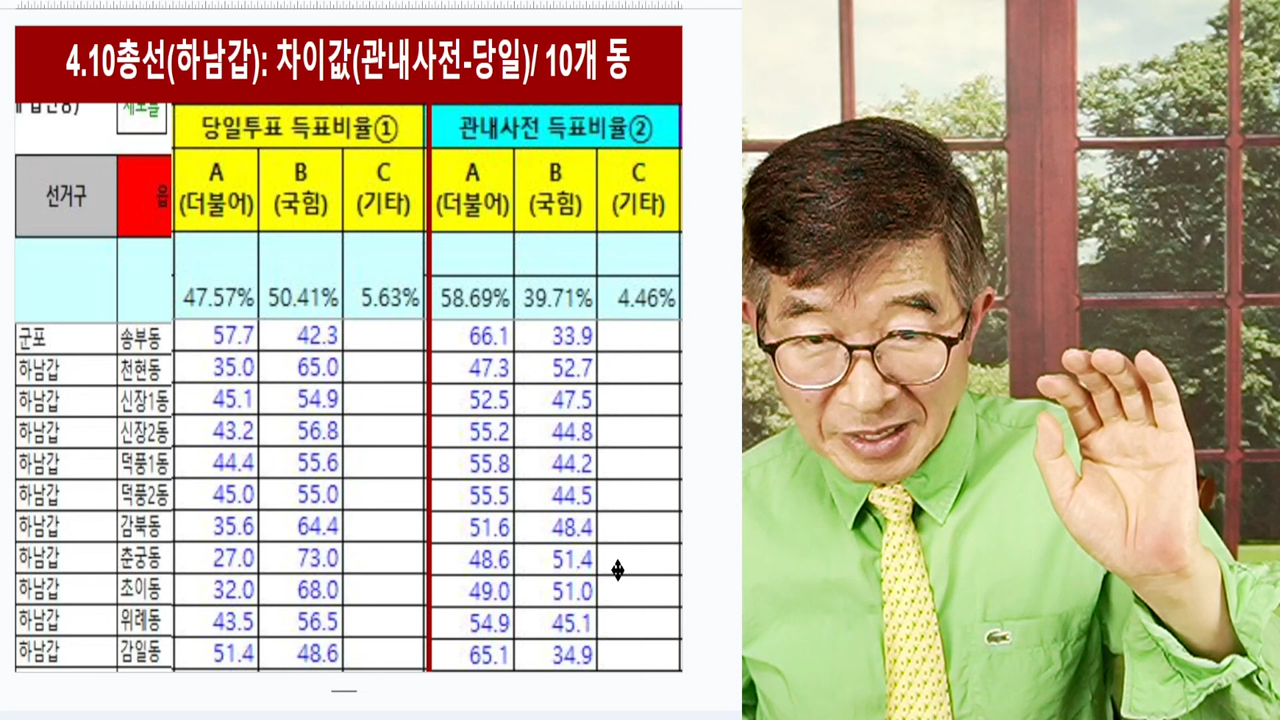 4.10총선(하남갑): 차이값(관내사전-당일)/ 10개 동
당일투표 득표비율① 관내사전 득표비율②
선거구 읍 A (더불어) B (국힘) C (기타) A (더불어) B (국힘) C (기타)
47.57% 50.41% 5.63% 58.69% 39.71% 4.46%
군포 송부동 57.7 42.3 66.1 33.9
하남갑 천현동 35.0 65.0 47.3 52.7
하남갑 신장1동 45.1 54.9 52.5 47.5
하남갑 신장2동 43.2 56.8 55.2 44.8
하남갑 덕풍1동 44.4 55.6 55.8 44.2
하남갑 덕풍2동 45.0 55.0 55.5 44.5
하남갑 감북동 35.6 64.4 51.6 48.4
하남갑 춘궁동 27.0 73.0 48.6 51.4
하남갑 초이동 32.0 68.0 49.0 51.0
하남갑 위례동 43.5 56.5 54.9 45.1
하남갑 감일동 51.4 48.6 65.1 34.9